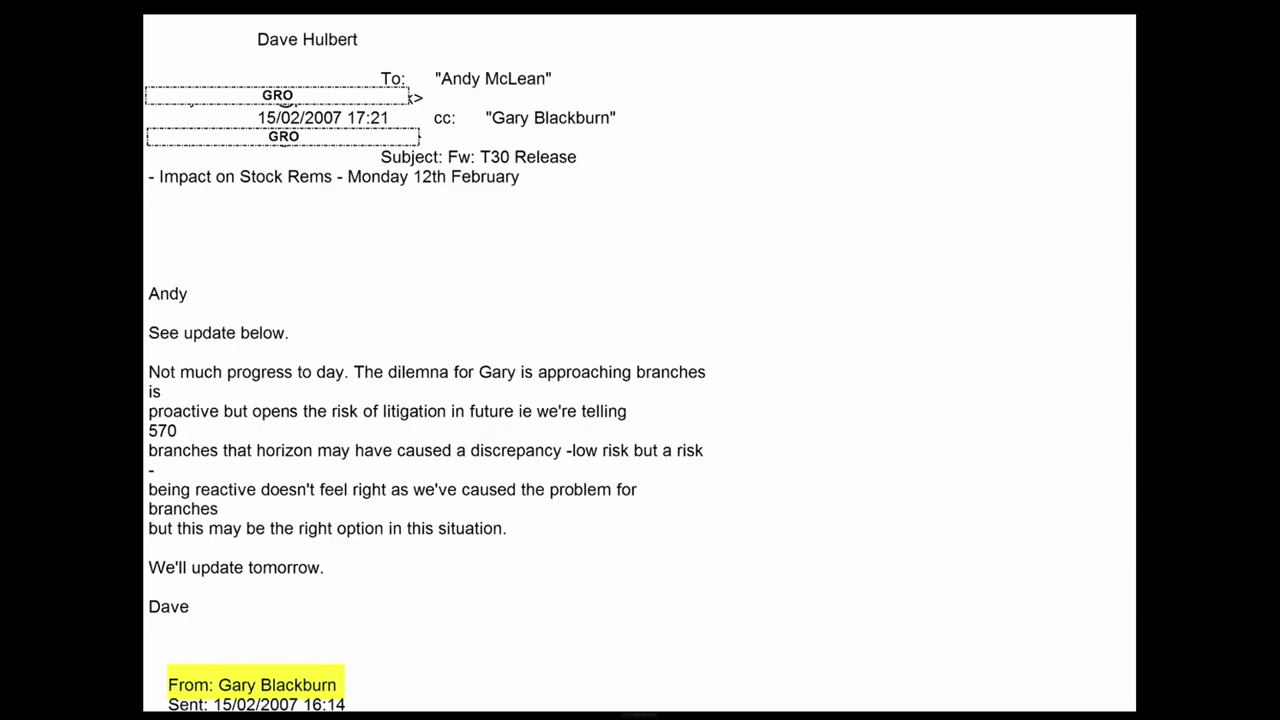 Dave Hulbert
To: "Andy McLean"
GRO
>
15/02/2007 17:21 cc: "Gary Blackburn"
GRO
Subject: Fw: T30 Release
- Impact on Stock Rems - Monday 12th February
Andy
See update below.
Not much progress to day. The dilemna for Gary is approaching branches
is
proactive but opens the risk of litigation in future ie we're telling
570
branches that horizon may have caused a discrepancy -low risk but a risk
-
being reactive doesn't feel right as we've caused the problem for
branches
but this may be the right option in this situation.
We'll update tomorrow.
Dave
From: Gary Blackburn
Sent: 15/02/2007 16:14